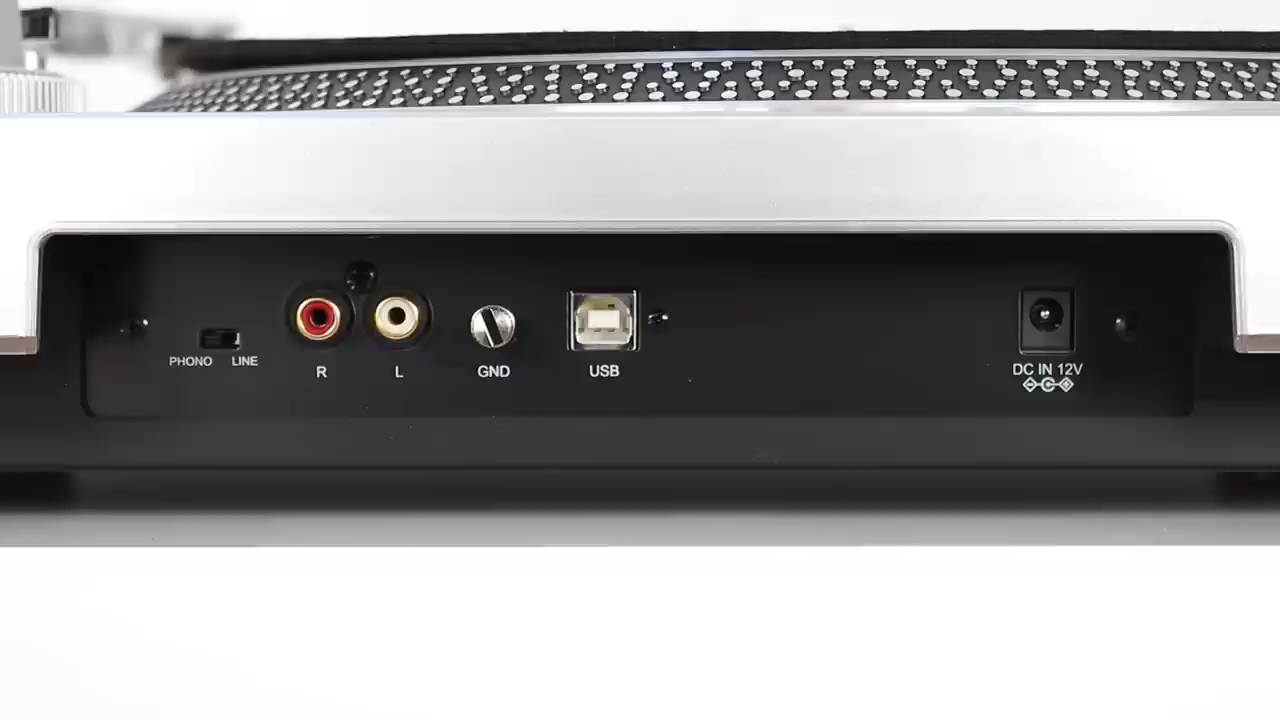 PHONO LINE
R
L
GND
USB
DC IN 12V